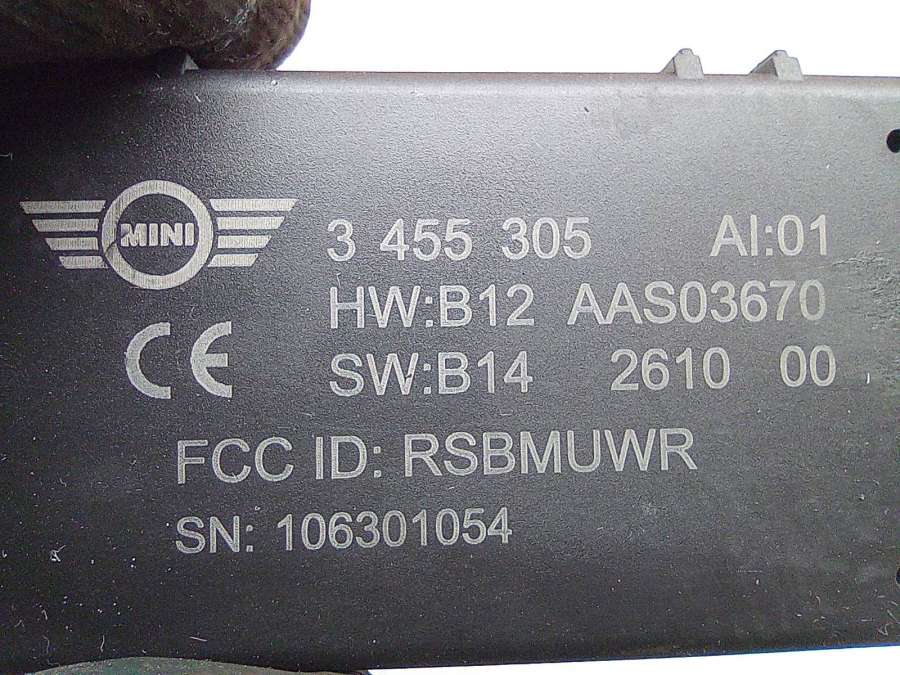 MINI
3 455 305 AI:01
HW:B12 AAS03670
SW:B14 2610 00
CE
FCC ID: RSBMUWR
SN: 106301054